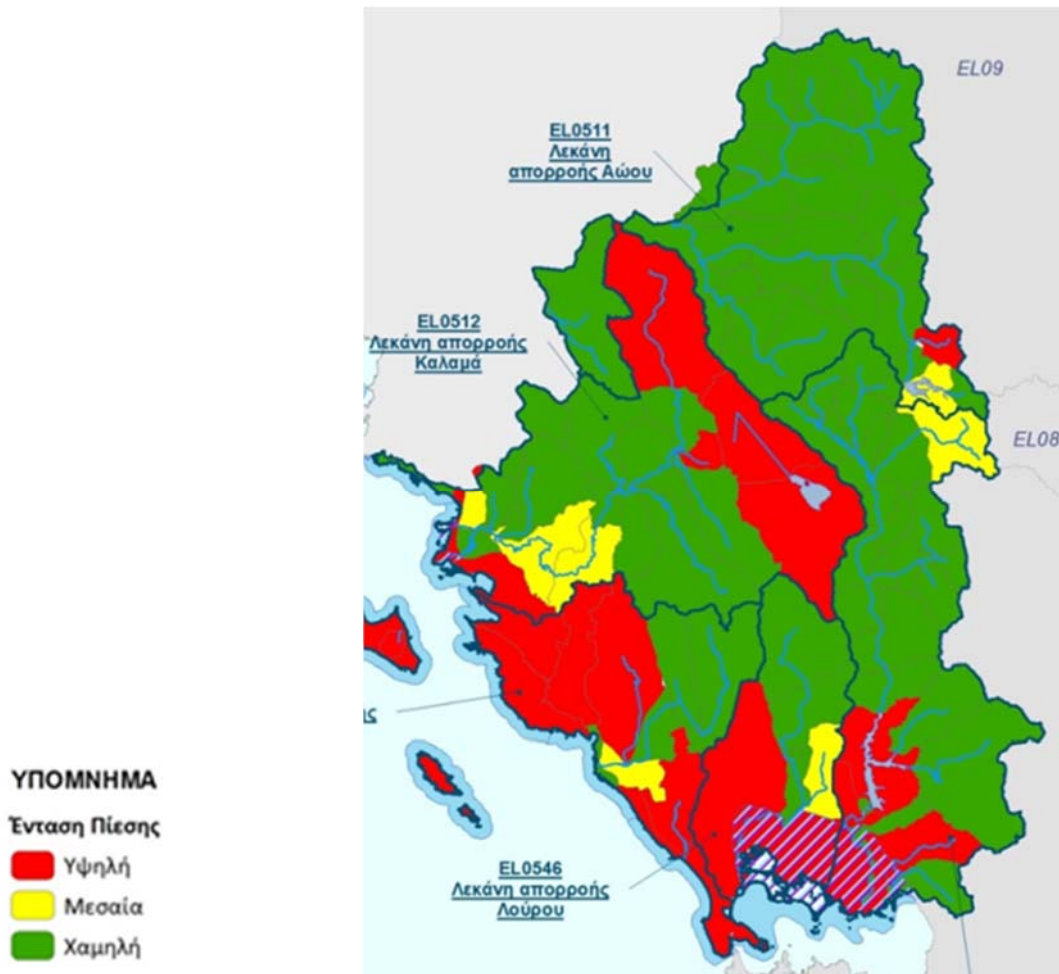 EL09
EL0511
Λεκάνη
απορροής Αώου
EL0512
Λεκάνη απορροής
Καλαμά
EL08
ης
ΥΠΟΜΝΗΜΑ
Ένταση Πίεσης
Υψηλή
Μεσαία
Χαμηλή
EL0546
Λεκάνη απορροής
Λούρου